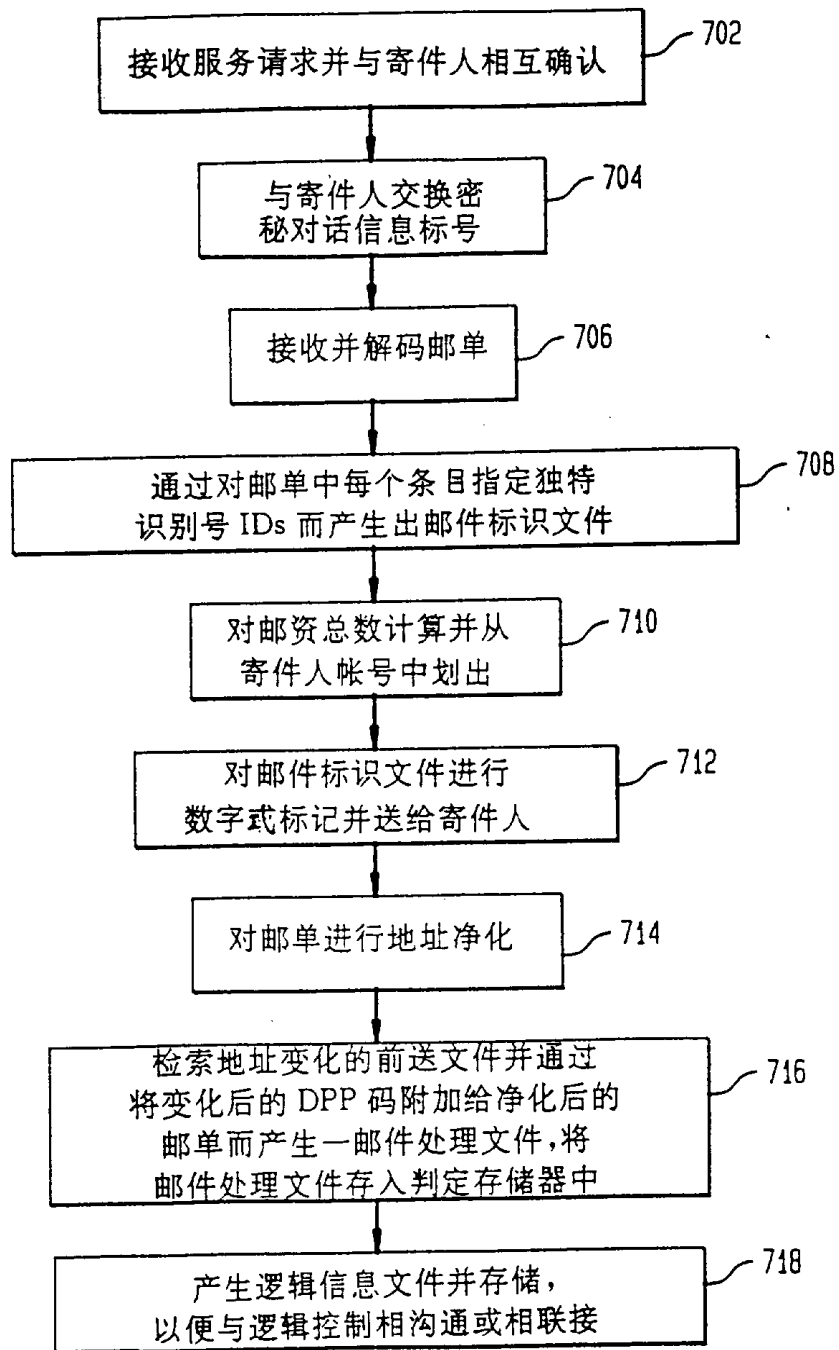 接收服务请求并与寄件人相互确认
702
与寄件人交换密
秘对话信息标号
704
接收并解码邮单
706
通过对邮单中每个条目指定独特
识别号 IDs 而产生出邮件标识文件
708
对邮资总数计算并从
寄件人帐号中划出
710
对邮件标识文件进行
数字式标记并送给寄件人
712
对邮单进行地址净化
714
检索地址变化的前送文件并通过
将变化后的 DPP 码附加给净化后的
邮单而产生一邮件处理文件,将
邮件处理文件存入判定存储器中
716
产生逻辑信息文件并存储,
以便与逻辑控制相沟通或相联接
718